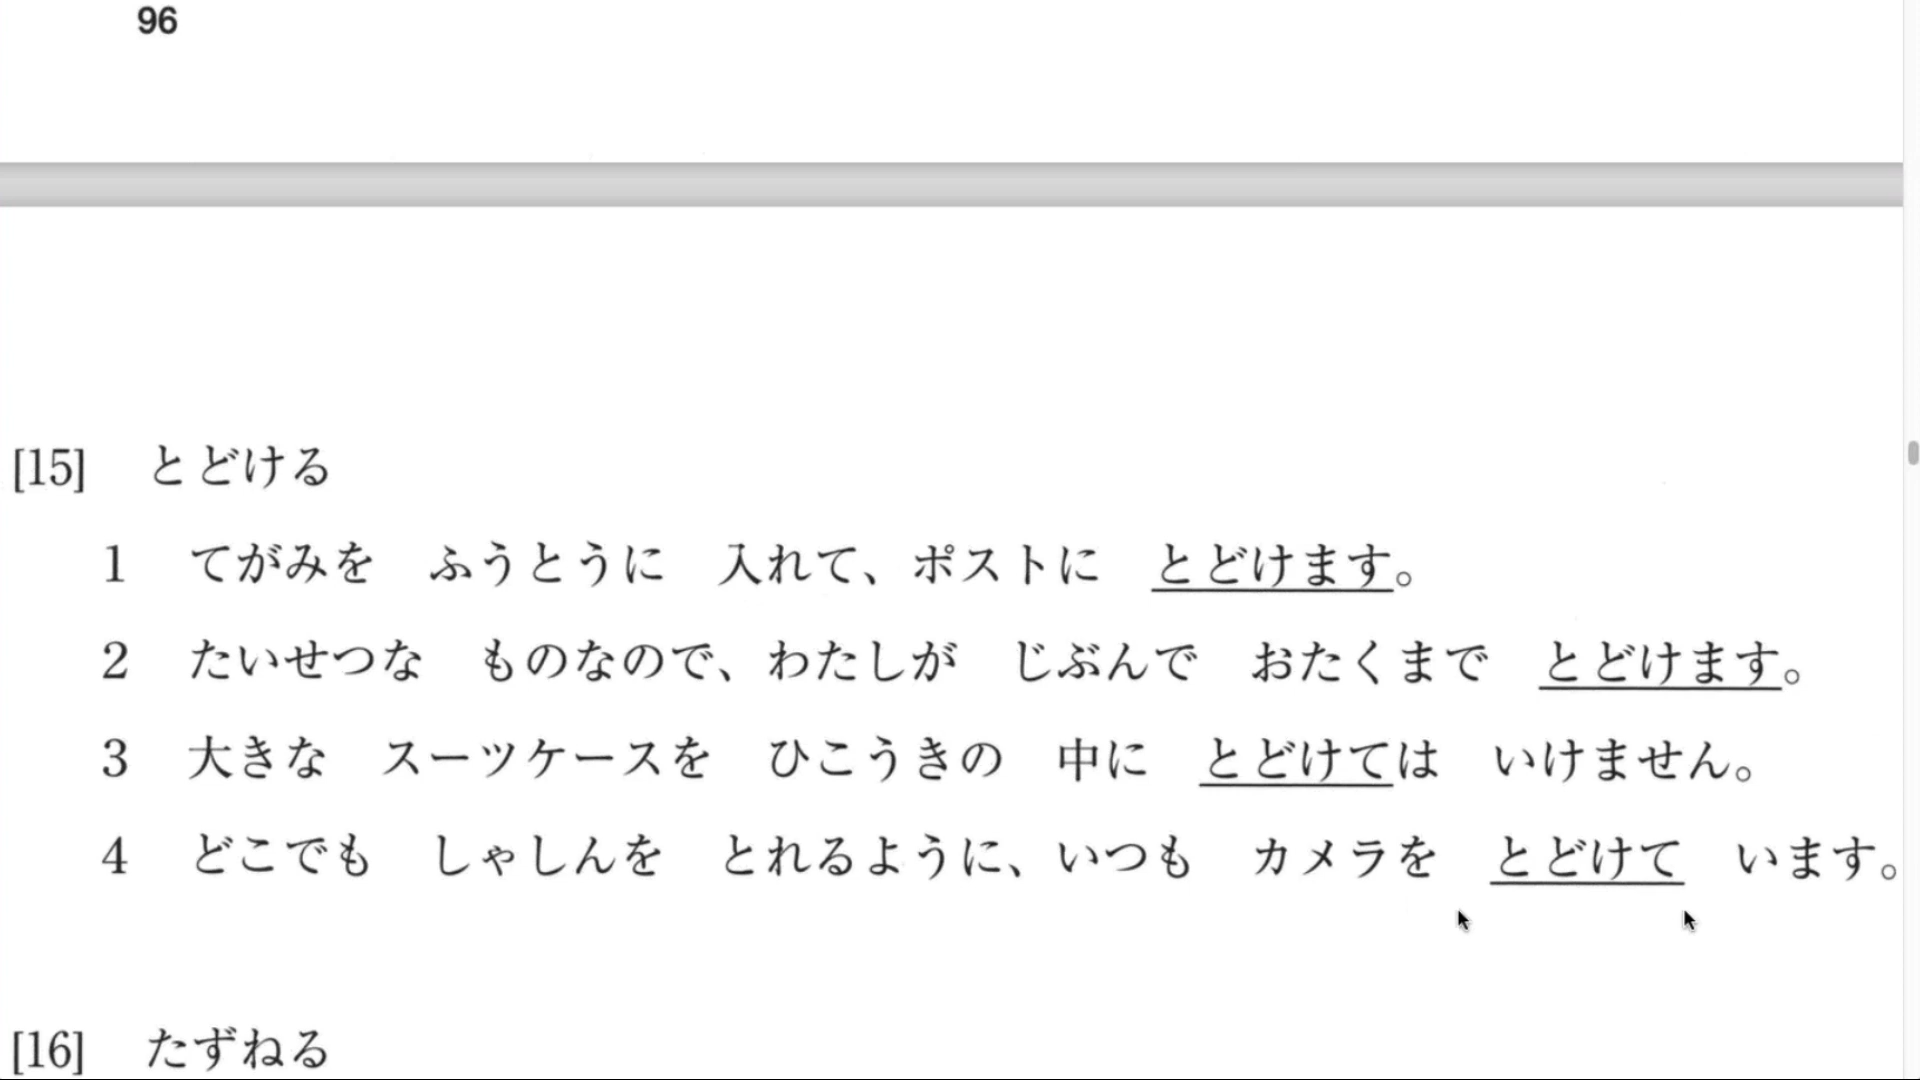 96
[15] とどける
1 てがみを ふうとうに 入れて、ポストに とどけます。
2 たいせつな ものなので、わたしが じぶんで おたくまで とどけます。
3 大きな スーツケースを ひこうきの 中に とどけては いけません。
4 どこでも しゃしんを とれるように、いつも カメラを とどけて います。
[16] たずねる